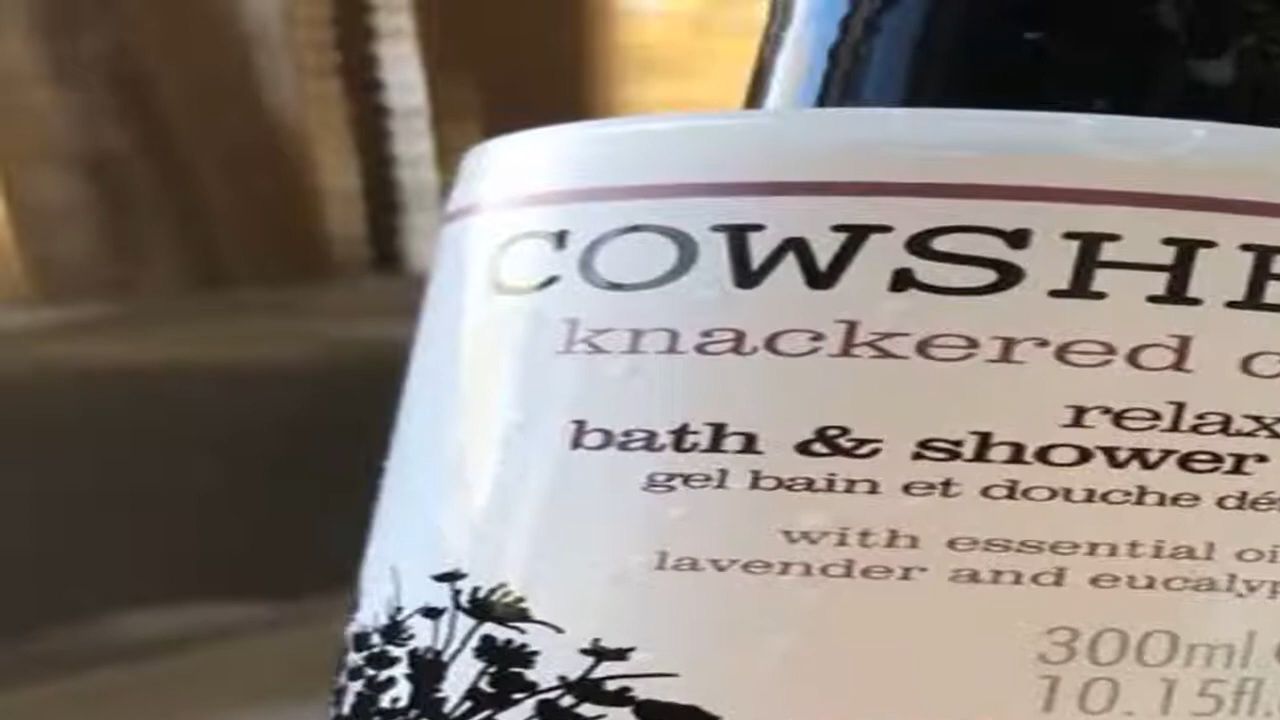 COWSHE
knackered c
relax
bath & shower
gel bain et douche dé
with essential oi
lavender and eucalyp
300ml
10.15fl.